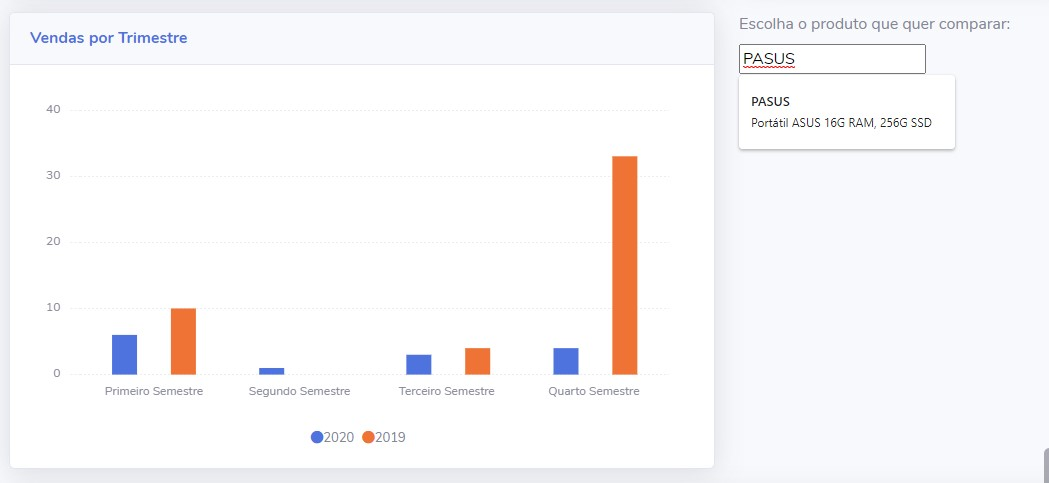 Vendas por Trimestre
40
30
20
10
0
Primeiro Semestre Segundo Semestre Terceiro Semestre Quarto Semestre
2020 2019
Escolha o produto que quer comparar:
PASUS
PASUS
Portátil ASUS 16G RAM, 256G SSD